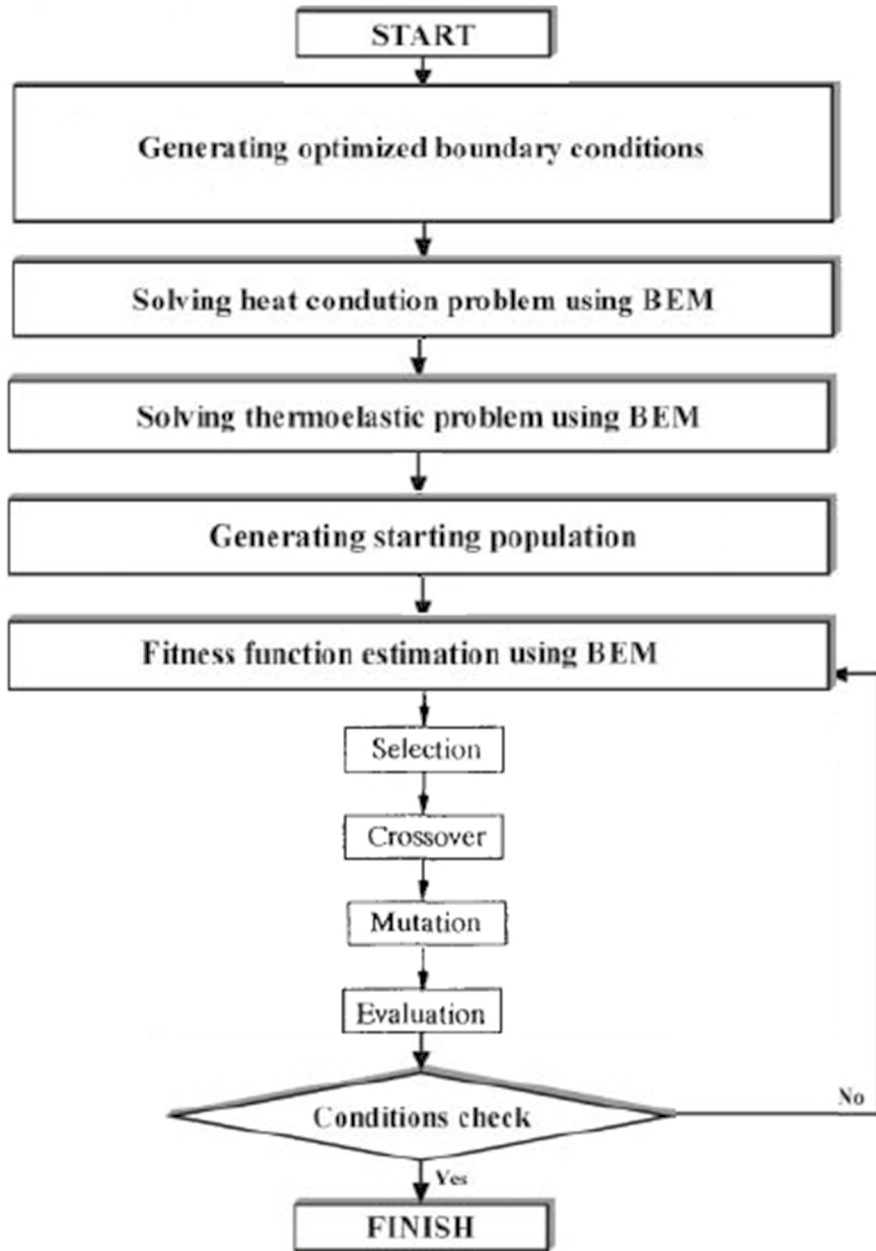 START
Generating optimized boundary conditions
Solving heat condution problem using BEM
Solving thermoelastic problem using BEM
Generating starting population
Fitness function estimation using BEM
Selection
Crossover
Mutation
Evaluation
Conditions check
No
Yes
FINISH